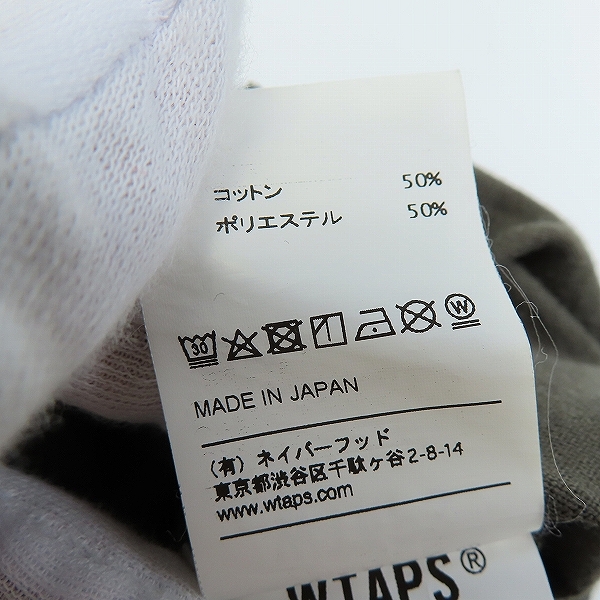 コットン 50%
ポリエステル 50%
30 W
MADE IN JAPAN
(有) ネイバーフッド
東京都渋谷区千駄ヶ谷2-8-14
www.wtaps.com
WTAPS®